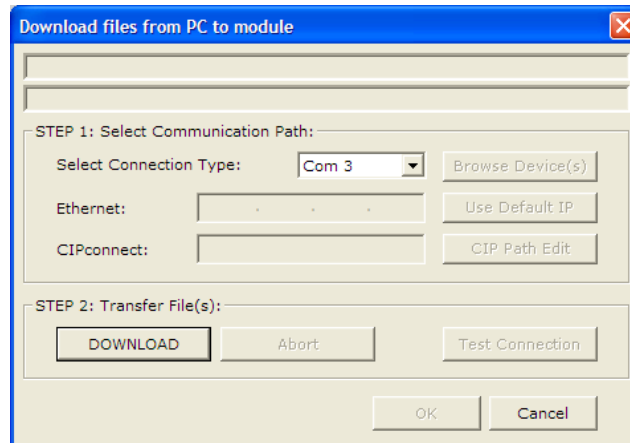 Download files from PC to module
STEP 1: Select Communication Path:
Select Connection Type: Com 3 Browse Device(s)
Ethernet: . . . Use Default IP
CIPconnect: CIP Path Edit
STEP 2: Transfer File(s):
DOWNLOAD Abort Test Connection
OK Cancel